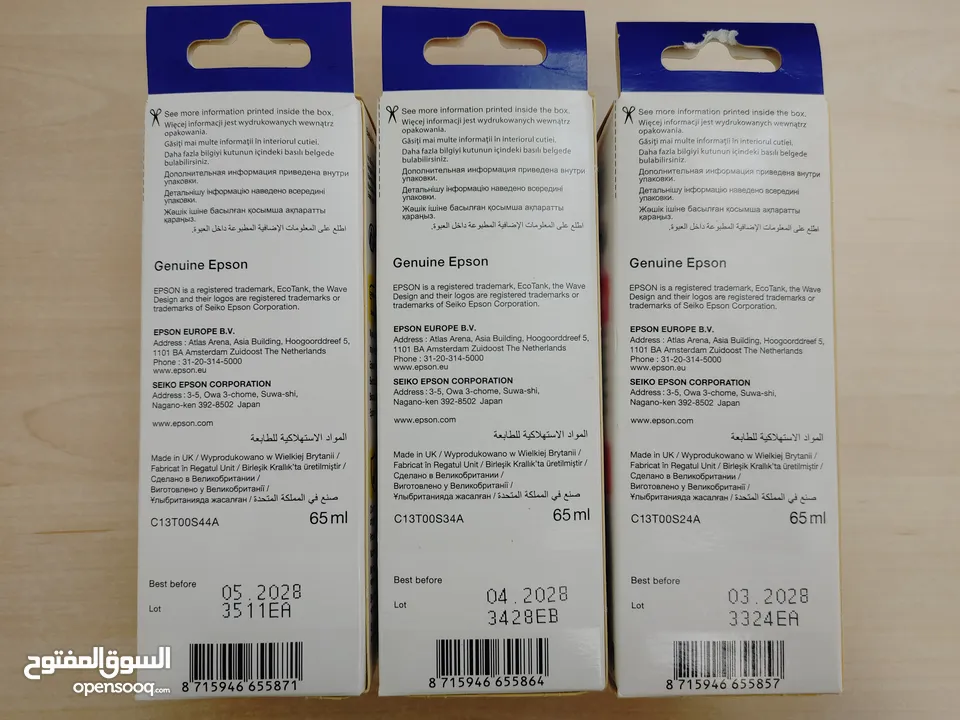 See more information printed inside the box.
Więcej informacji jest wydrukowanych wewnątrz
opakowania.
Găsiți mai multe informații în interiorul cutiei.
Daha fazla bilgiyi kutunun içindeki basılı belgede
bulabilirsiniz.
Дополнительная информация приведена внутри
упаковки.
Детальнішу інформацію наведено всередині
упаковки.
Жәшік ішіне басылған қосымша ақпаратты
қараңыз.
اطلع على المعلومات الإضافية المطبوعة داخل العبوة.
Genuine Epson
EPSON is a registered trademark, EcoTank, the Wave
Design and their logos are registered trademarks or
trademarks of Seiko Epson Corporation.
EPSON EUROPE B.V.
Address : Atlas Arena, Asia Building, Hoogoorddreef 5,
1101 BA Amsterdam Zuidoost The Netherlands
Phone : 31-20-314-5000
www.epson.eu
SEIKO EPSON CORPORATION
Address : 3-5, Owa 3-chome, Suwa-shi,
Nagano-ken 392-8502 Japan
www.epson.com
المواد الاستهلاكية للطابعة
Made in UK / Wyprodukowano w Wielkiej Brytanii /
Fabricat în Regatul Unit / Birleşik Krallık'ta üretilmiştir /
Сделано в Великобритании /
Виготовлено у Великобританії /
Ұлыбританияда жасалған / صنع في المملكة المتحدة
C13T00S44A 65 ml
Best before 05.2028
Lot 3511EA
8 715946 655871
See more information printed inside the box.
Więcej informacji jest wydrukowanych wewnątrz
opakowania.
Găsiți mai multe informații în interiorul cutiei.
Daha fazla bilgiyi kutunun içindeki basılı belgede
bulabilirsiniz.
Дополнительная информация приведена внутри
упаковки.
Детальнішу інформацію наведено всередині
упаковки.
Жәшік ішіне басылған қосымша ақпаратты
қараңыз.
اطلع على المعلومات الإضافية المطبوعة داخل العبوة.
Genuine Epson
EPSON is a registered trademark, EcoTank, the Wave
Design and their logos are registered trademarks or
trademarks of Seiko Epson Corporation.
EPSON EUROPE B.V.
Address : Atlas Arena, Asia Building, Hoogoorddreef 5,
1101 BA Amsterdam Zuidoost The Netherlands
Phone : 31-20-314-5000
www.epson.eu
SEIKO EPSON CORPORATION
Address : 3-5, Owa 3-chome, Suwa-shi,
Nagano-ken 392-8502 Japan
www.epson.com
المواد الاستهلاكية للطابعة
Made in UK / Wyprodukowano w Wielkiej Brytanii /
Fabricat în Regatul Unit / Birleşik Krallık'ta üretilmiştir /
Сделано в Великобритании /
Виготовлено у Великобританії /
Ұлыбританияда жасалған / صنع في المملكة المتحدة
C13T00S34A 65 ml
Best before 04.2028
Lot 3428EB
8 715946 655864
See more information printed inside the box.
Więcej informacji jest wydrukowanych wewnątrz
opakowania.
Găsiți mai multe informații în interiorul cutiei.
Daha fazla bilgiyi kutunun içindeki basılı belgede
bulabilirsiniz.
Дополнительная информация приведена внутри
упаковки.
Детальнішу інформацію наведено всередині
упаковки.
Жәшік ішіне басылған қосымша ақпаратты
қараңыз.
اطلع على المعلومات الإضافية المطبوعة داخل العبوة.
Genuine Epson
EPSON is a registered trademark, EcoTank, the Wave
Design and their logos are registered trademarks or
trademarks of Seiko Epson Corporation.
EPSON EUROPE B.V.
Address : Atlas Arena, Asia Building, Hoogoorddreef 5,
1101 BA Amsterdam Zuidoost The Netherlands
Phone : 31-20-314-5000
www.epson.eu
SEIKO EPSON CORPORATION
Address : 3-5, Owa 3-chome, Suwa-shi,
Nagano-ken 392-8502 Japan
www.epson.com
المواد الاستهلاكية للطابعة
Made in UK / Wyprodukowano w Wielkiej Brytanii /
Fabricat în Regatul Unit / Birleşik Krallık'ta üretilmiştir /
Сделано в Великобритании /
Виготовлено у Великобританії /
Ұлыбританияда жасалған / صنع في المملكة المتحدة
C13T00S24A 65 ml
Best before 03.2028
Lot 3324EA
8 715946 655857
السوق المفتوح
opensooq.com